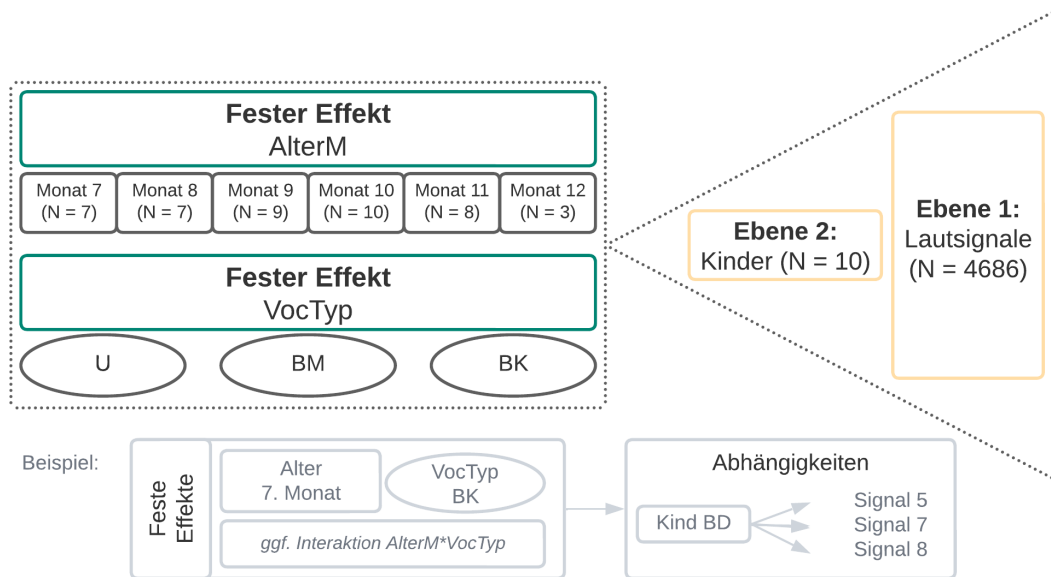 Fester Effekt
AlterM
Monat 7
(N = 7)
Monat 8
(N = 7)
Monat 9
(N = 9)
Monat 10
(N = 10)
Monat 11
(N = 8)
Monat 12
(N = 3)
Fester Effekt
VocTyp
U
BM
BK
Ebene 2:
Kinder (N = 10)
Ebene 1:
Lautsignale
(N = 4686)
Beispiel:
Feste
Effekte
Alter
7. Monat
VocTyp
BK
ggf. Interaktion AlterM*VocTyp
Abhängigkeiten
Kind BD
Signal 5
Signal 7
Signal 8